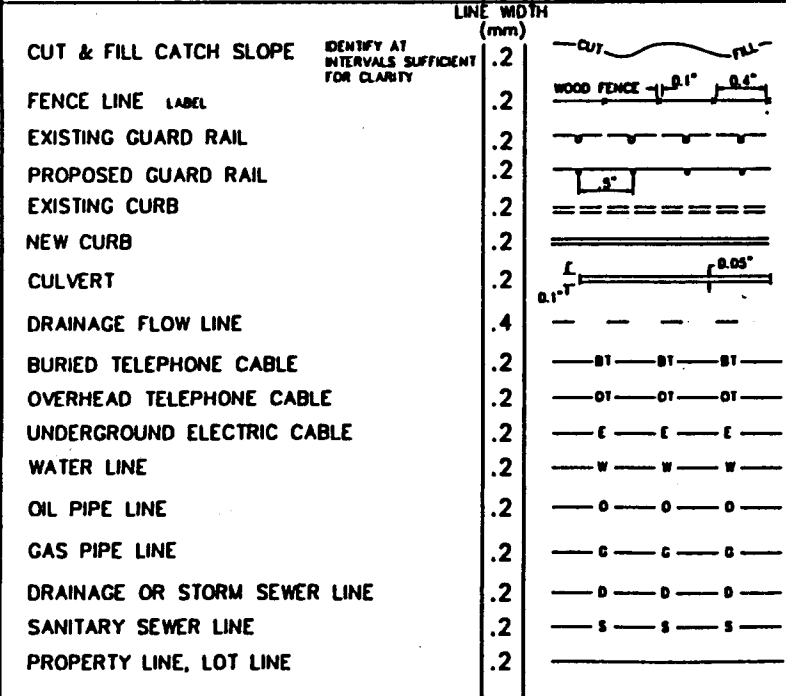 LINE WIDTH
(mm)
CUT & FILL CATCH SLOPE IDENTIFY AT INTERVALS SUFFICIENT FOR CLARITY .2 CUT FILL
FENCE LINE LABEL .2 WOOD FENCE 0.1" 0.4"
EXISTING GUARD RAIL .2
PROPOSED GUARD RAIL .2 .5"
EXISTING CURB .2
NEW CURB .2
CULVERT .2 0.1" 0.05"
DRAINAGE FLOW LINE .4
BURIED TELEPHONE CABLE .2 BT BT BT
OVERHEAD TELEPHONE CABLE .2 OT OT OT
UNDERGROUND ELECTRIC CABLE .2 E E E
WATER LINE .2 W W W
OIL PIPE LINE .2 O O O
GAS PIPE LINE .2 G G G
DRAINAGE OR STORM SEWER LINE .2 D D D
SANITARY SEWER LINE .2 S S S
PROPERTY LINE, LOT LINE .2